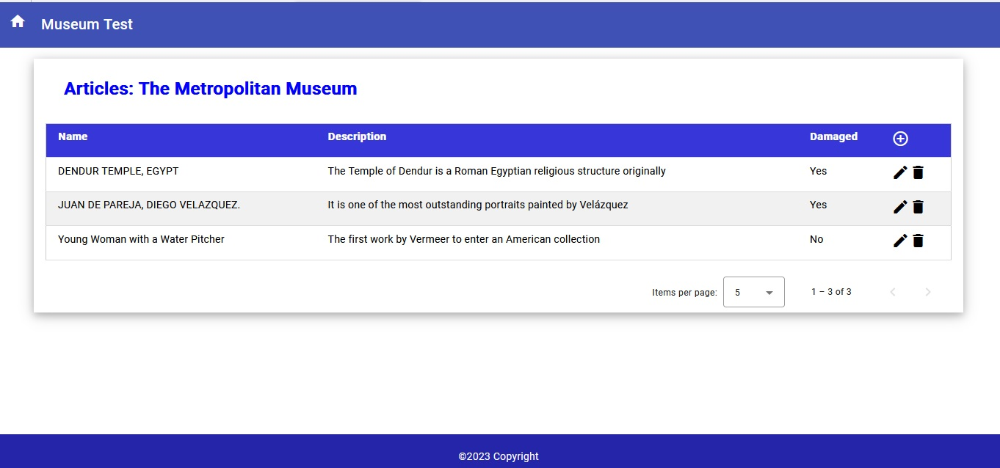 Museum Test
Articles: The Metropolitan Museum
Name Description Damaged
DENDUR TEMPLE, EGYPT The Temple of Dendur is a Roman Egyptian religious structure originally Yes
JUAN DE PAREJA, DIEGO VELAZQUEZ. It is one of the most outstanding portraits painted by Velázquez Yes
Young Woman with a Water Pitcher The first work by Vermeer to enter an American collection No
Items per page: 5 1 – 3 of 3
©2023 Copyright